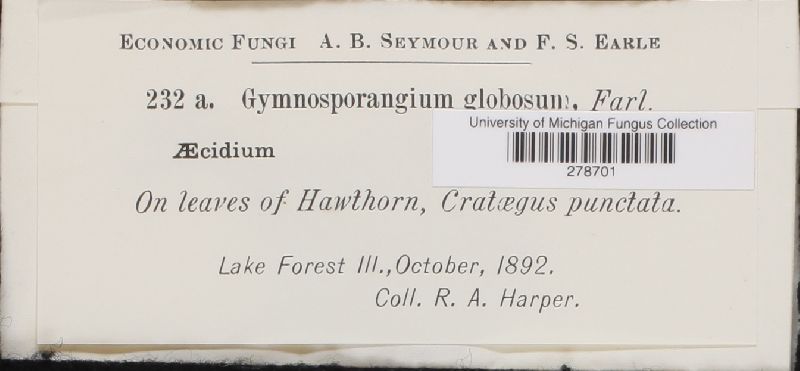 Economic Fungi A. B. Seymour and F. S. Earle
232 a. Gymnosporangium globosum, Farl.
University of Michigan Fungus Collection
278701
Æcidium
On leaves of Hawthorn, Cratægus punctata.
Lake Forest Ill., October, 1892.
Coll. R. A. Harper.